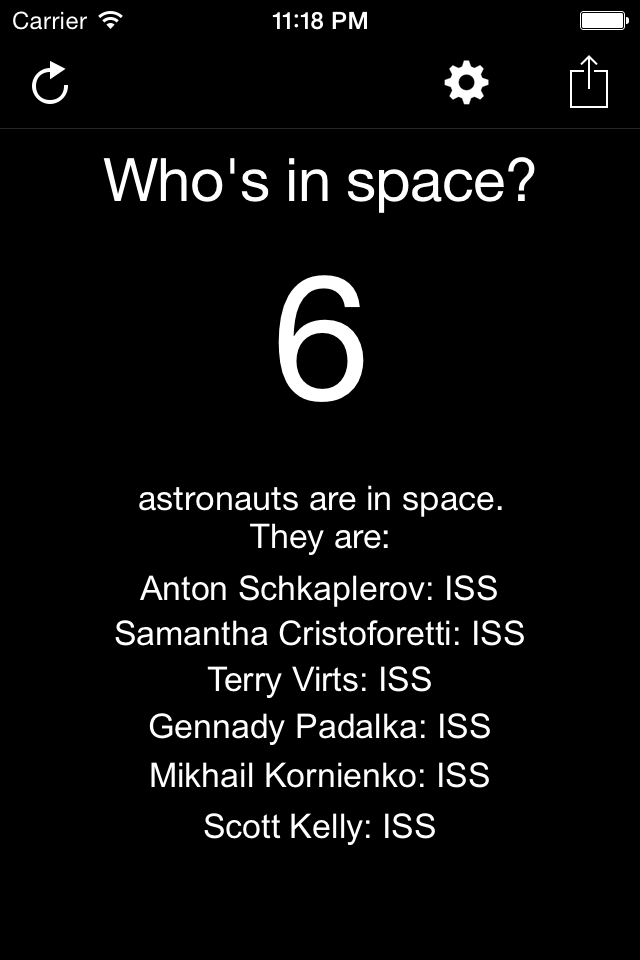 Carrier 11:18 PM
Who's in space?
6
astronauts are in space.
They are:
Anton Schkaplerov: ISS
Samantha Cristoforetti: ISS
Terry Virts: ISS
Gennady Padalka: ISS
Mikhail Kornienko: ISS
Scott Kelly: ISS